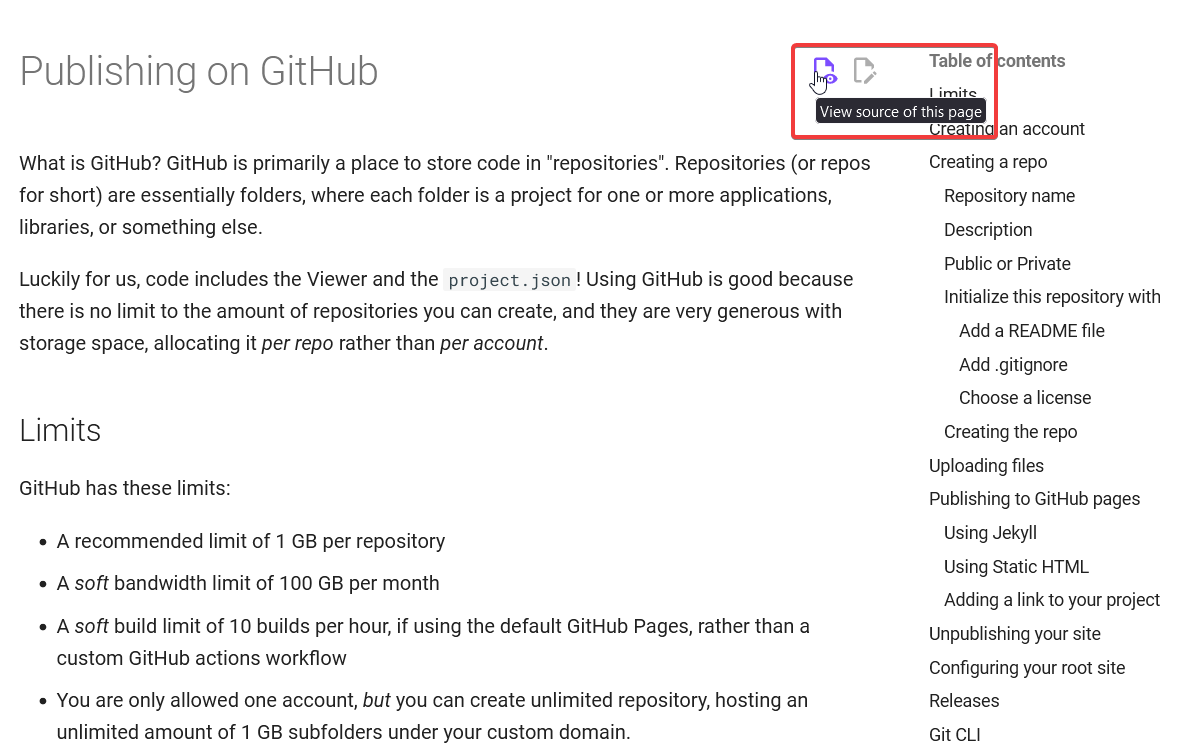 Publishing on GitHub
View source of this page
What is GitHub? GitHub is primarily a place to store code in "repositories". Repositories (or repos
for short) are essentially folders, where each folder is a project for one or more applications,
libraries, or something else.
Luckily for us, code includes the Viewer and the project.json! Using GitHub is good because
there is no limit to the amount of repositories you can create, and they are very generous with
storage space, allocating it per repo rather than per account.
Limits
GitHub has these limits:
• A recommended limit of 1 GB per repository
• A soft bandwidth limit of 100 GB per month
• A soft build limit of 10 builds per hour, if using the default GitHub Pages, rather than a
custom GitHub actions workflow
• You are only allowed one account, but you can create unlimited repository, hosting an
unlimited amount of 1 GB subfolders under your custom domain.
Table of contents
Limits
Creating an account
Creating a repo
Repository name
Description
Public or Private
Initialize this repository with
Add a README file
Add .gitignore
Choose a license
Creating the repo
Uploading files
Publishing to GitHub pages
Using Jekyll
Using Static HTML
Adding a link to your project
Unpublishing your site
Configuring your root site
Releases
Git CLI